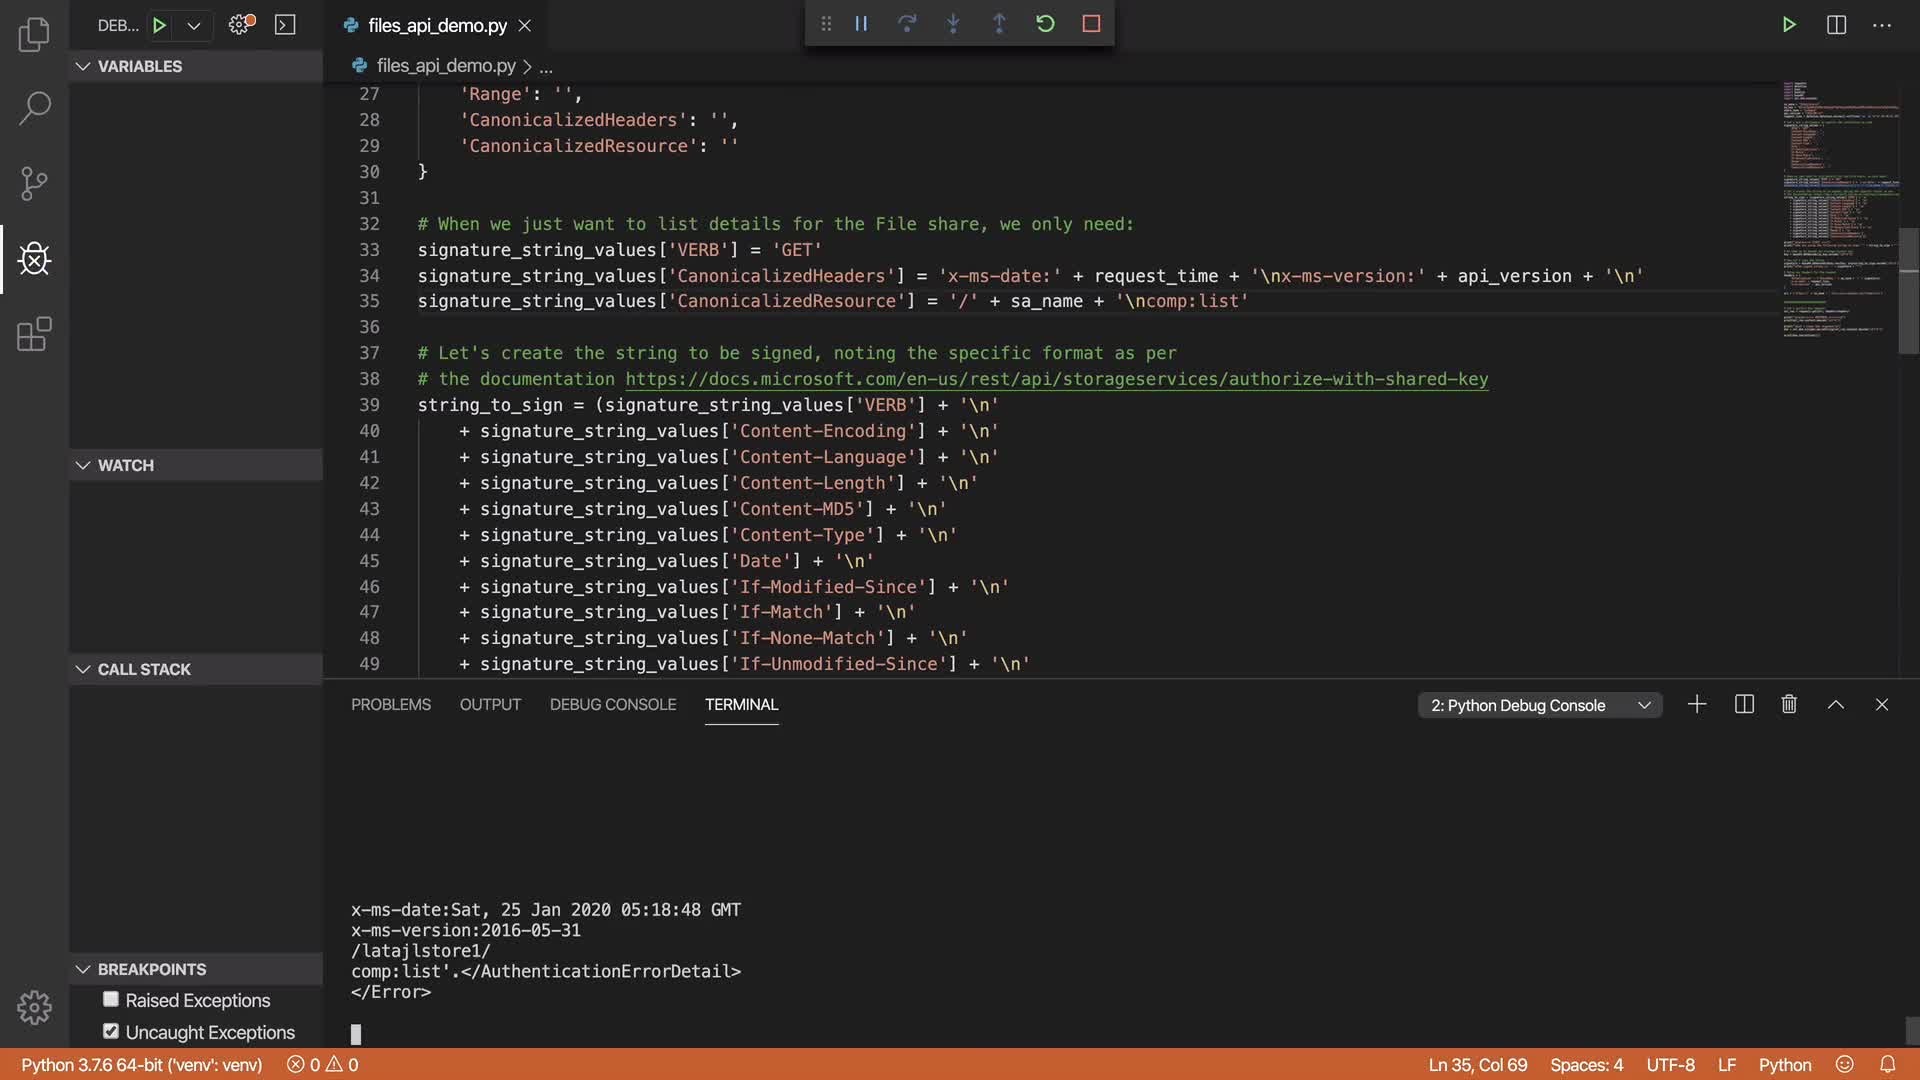 DEB...
files_api_demo.py
VARIABLES
files_api_demo.py > ...
27 'Range': '',
28 'CanonicalizedHeaders': '',
29 'CanonicalizedResource': ''
30 }
31
32 # When we just want to list details for the File share, we only need:
33 signature_string_values['VERB'] = 'GET'
34 signature_string_values['CanonicalizedHeaders'] = 'x-ms-date:' + request_time + '\nx-ms-version:' + api_version + '\n'
35 signature_string_values['CanonicalizedResource'] = '/' + sa_name + '\ncomp:list'
36
37 # Let's create the string to be signed, noting the specific format as per
38 # the documentation https://docs.microsoft.com/en-us/rest/api/storageservices/authorize-with-shared-key
39 string_to_sign = (signature_string_values['VERB'] + '\n'
40 + signature_string_values['Content-Encoding'] + '\n'
41 + signature_string_values['Content-Language'] + '\n'
42 + signature_string_values['Content-Length'] + '\n'
43 + signature_string_values['Content-MD5'] + '\n'
44 + signature_string_values['Content-Type'] + '\n'
45 + signature_string_values['Date'] + '\n'
46 + signature_string_values['If-Modified-Since'] + '\n'
47 + signature_string_values['If-Match'] + '\n'
48 + signature_string_values['If-None-Match'] + '\n'
49 + signature_string_values['If-Unmodified-Since'] + '\n'
WATCH
CALL STACK
PROBLEMS OUTPUT DEBUG CONSOLE TERMINAL
2: Python Debug Console
x-ms-date:Sat, 25 Jan 2020 05:18:48 GMT
x-ms-version:2016-05-31
/latajlstore1/
comp:list'.</AuthenticationErrorDetail>
</Error>
BREAKPOINTS
Raised Exceptions
Uncaught Exceptions
Python 3.7.6 64-bit ('venv': venv) 0 0 Ln 35, Col 69 Spaces: 4 UTF-8 LF Python